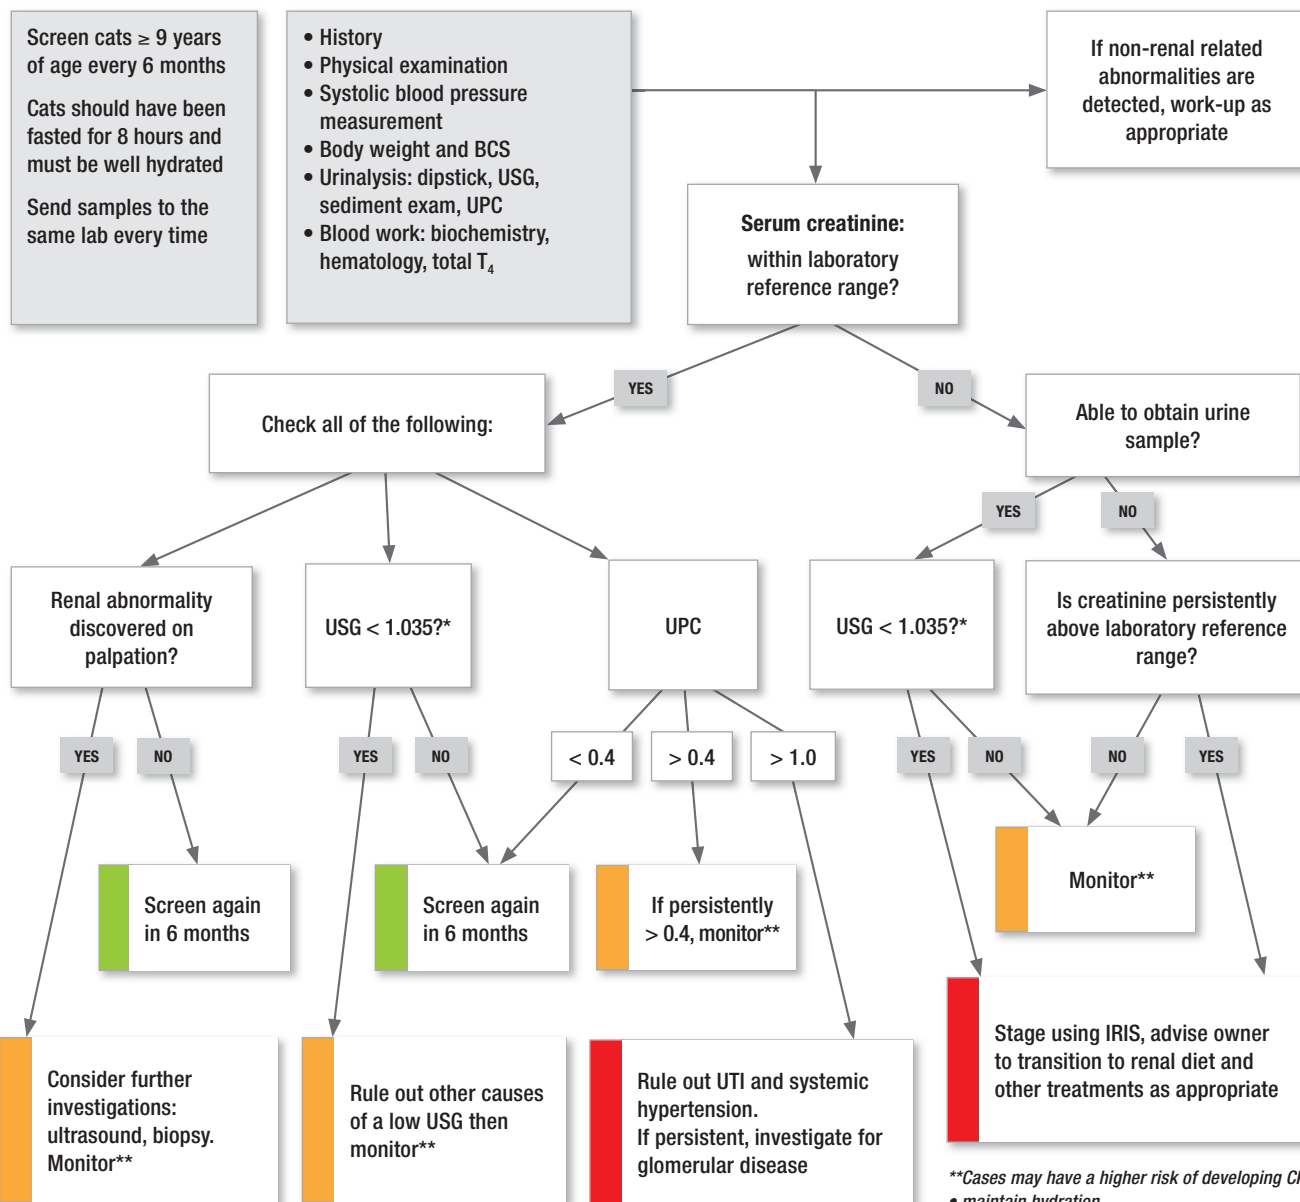 Screen cats ≥ 9 years
of age every 6 months
Cats should have been
fasted for 8 hours and
must be well hydrated
Send samples to the
same lab every time
• History
• Physical examination
• Systolic blood pressure
measurement
• Body weight and BCS
• Urinalysis: dipstick, USG,
sediment exam, UPC
• Blood work: biochemistry,
hematology, total T4
If non-renal related
abnormalities are
detected, work-up as
appropriate
Serum creatinine:
within laboratory
reference range?
YES
NO
Check all of the following:
Able to obtain urine
sample?
YES
NO
Renal abnormality
discovered on
palpation?
USG < 1.035?*
UPC
USG < 1.035?*
Is creatinine persistently
above laboratory reference
range?
YES
NO
YES
NO
< 0.4
> 0.4
> 1.0
YES
NO
NO
YES
Screen again
in 6 months
Screen again
in 6 months
If persistently
> 0.4, monitor**
Monitor**
Consider further
investigations:
ultrasound, biopsy.
Monitor**
Rule out other causes
of a low USG then
monitor**
Rule out UTI and systemic
hypertension.
If persistent, investigate for
glomerular disease
Stage using IRIS, advise owner
to transition to renal diet and
other treatments as appropriate
**Cases may have a higher risk of developing
• maintain hydration